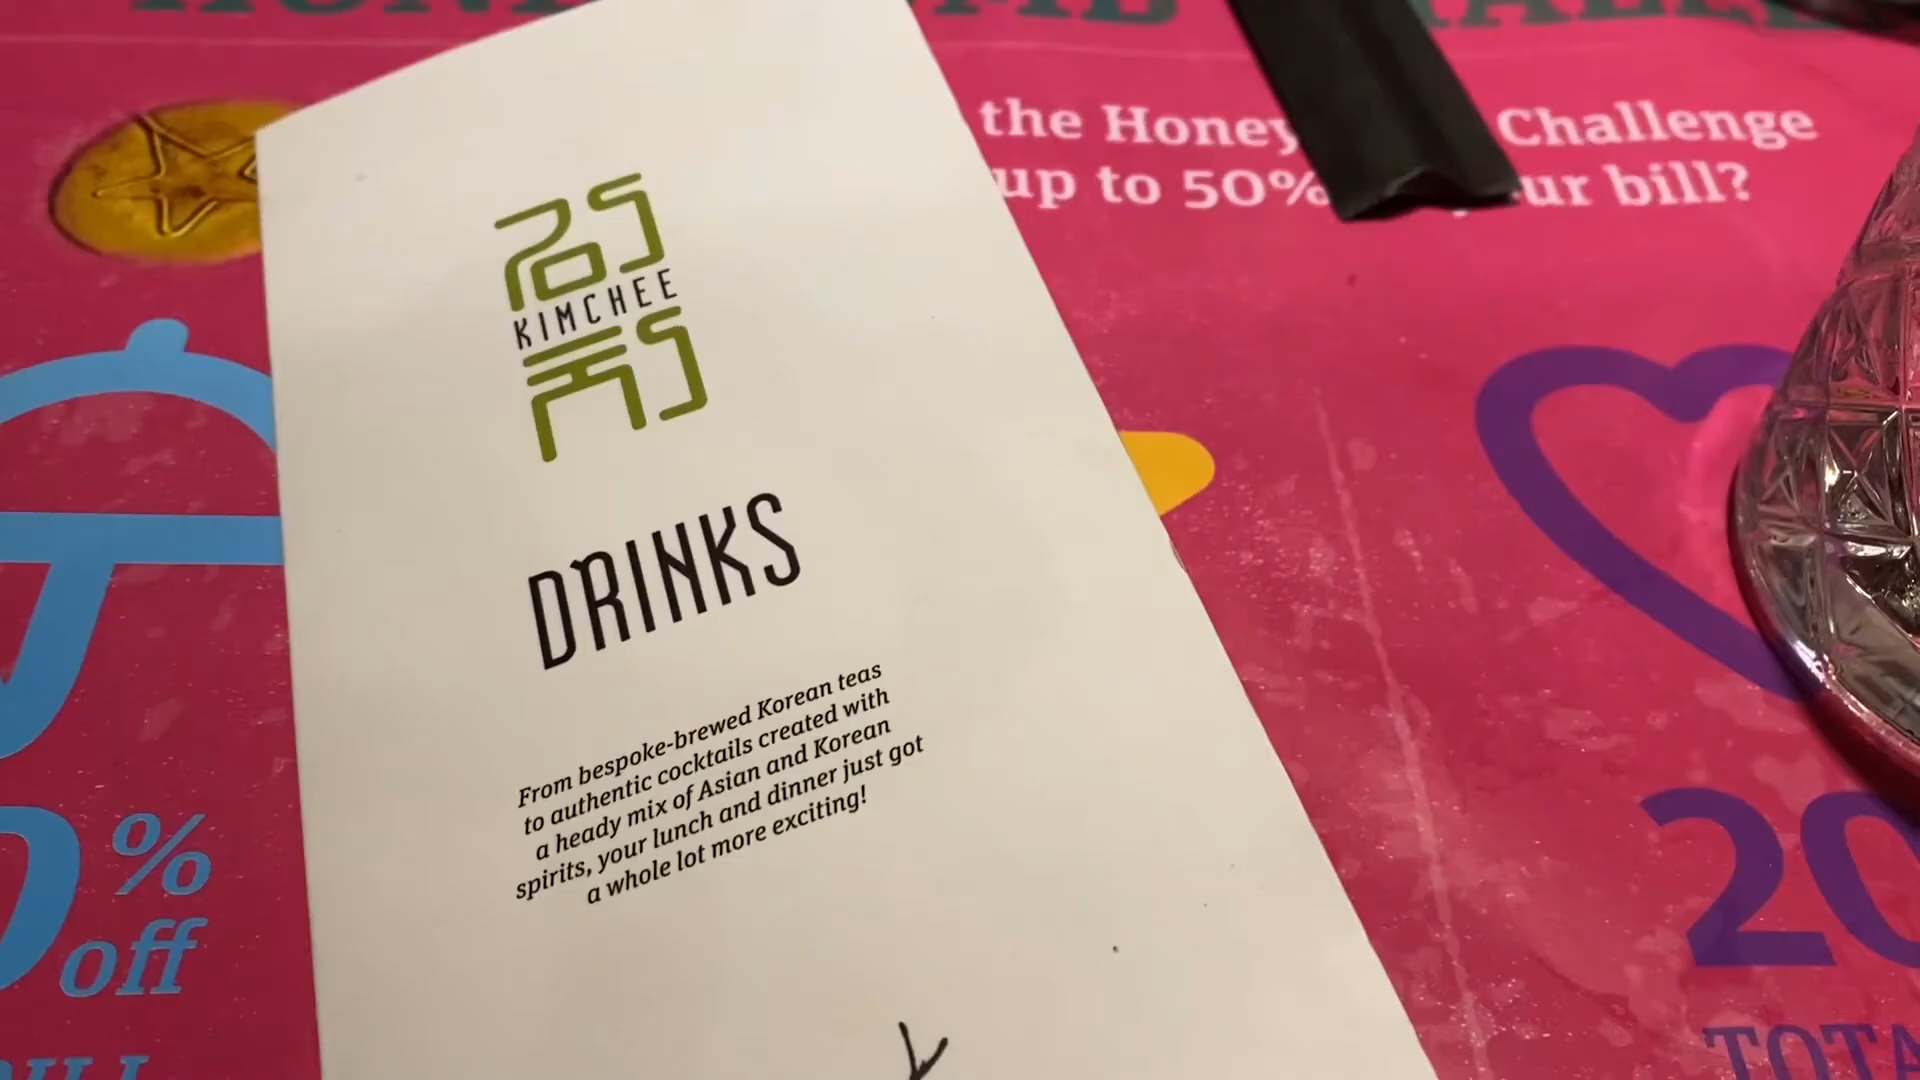 the Honey Challenge
up to 50% bill?
KIMCHEE
DRINKS
From bespoke-brewed Korean teas
to authentic cocktails created with
a heady mix of Asian and Korean
spirits, your lunch and dinner just got
a whole lot more exciting!
%
off
20